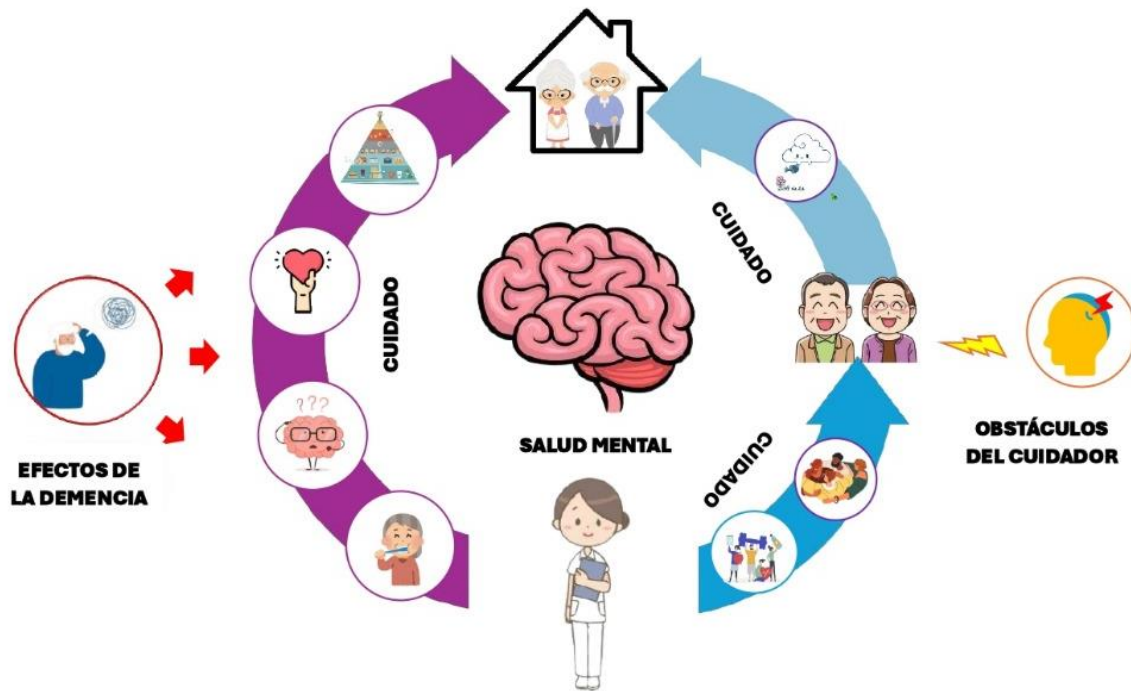 CUIDADO
CUIDADO
CUIDADO
SALUD MENTAL
EFECTOS DE
LA DEMENCIA
OBSTÁCULOS
DEL CUIDADOR
???